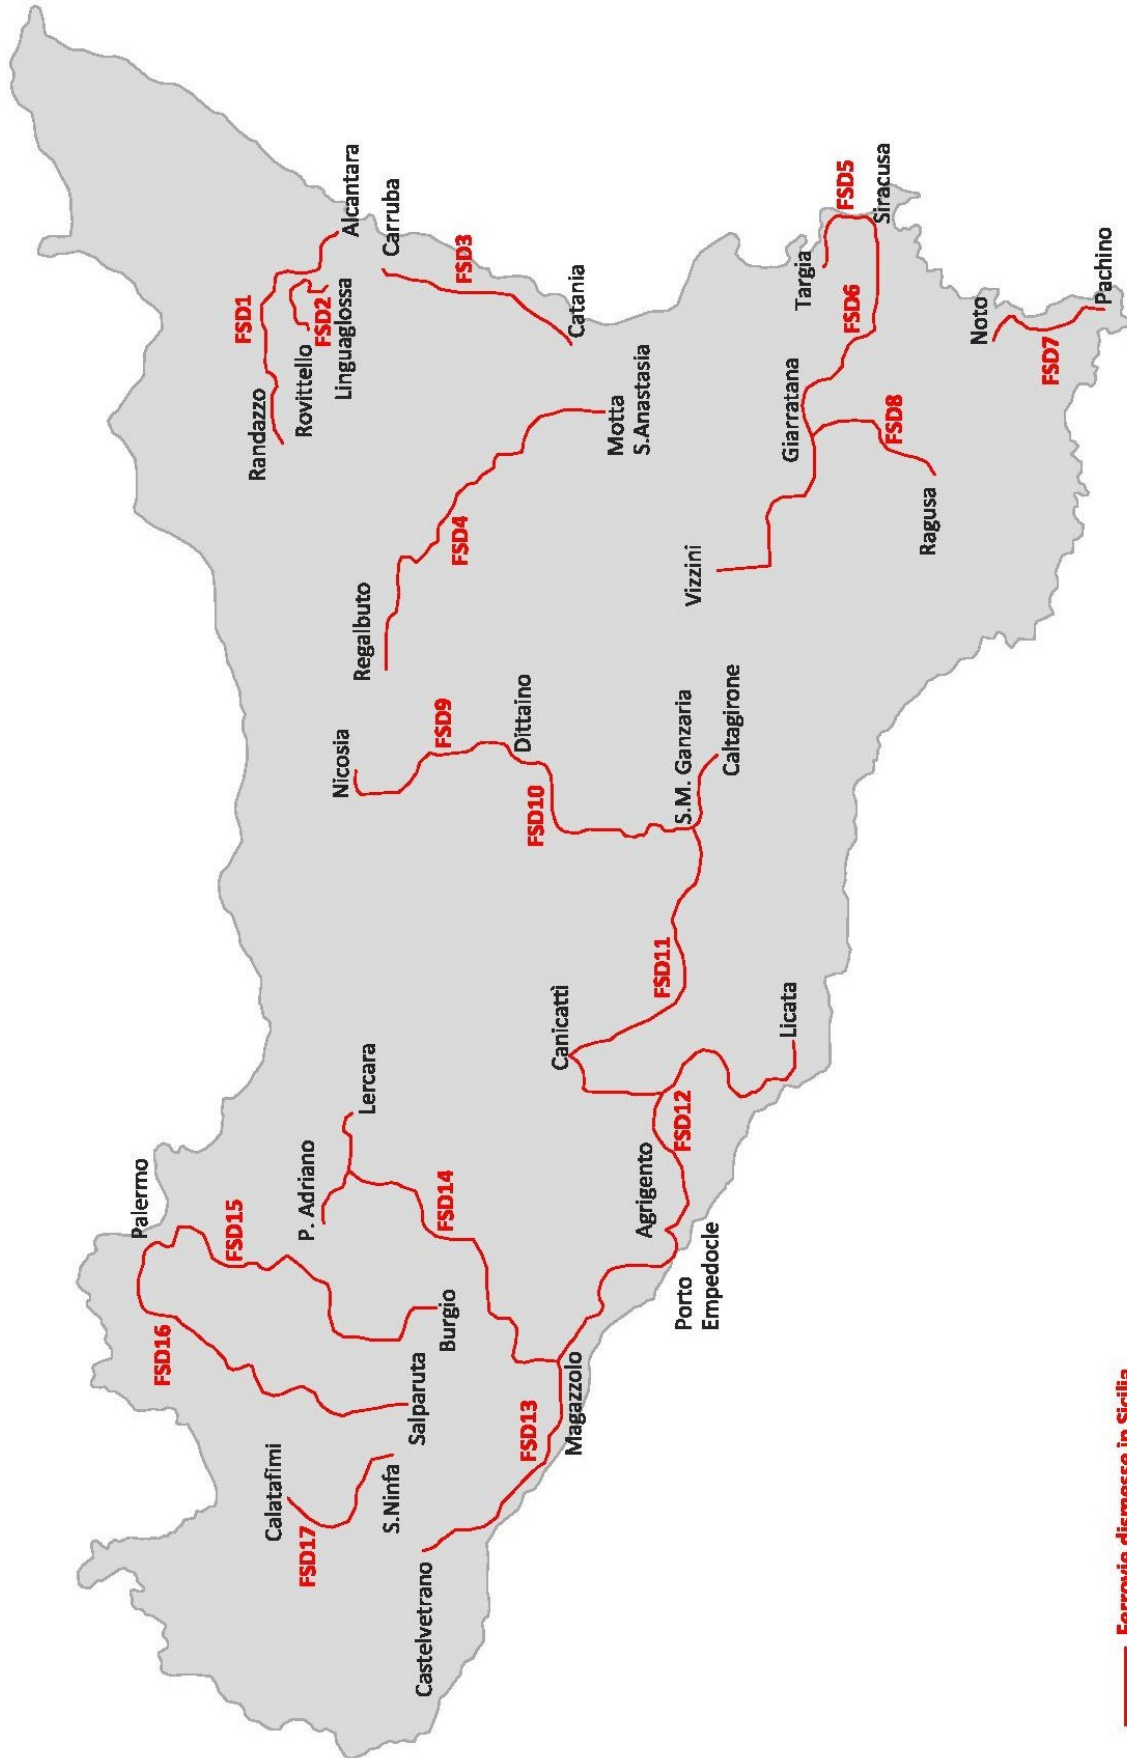 Palermo
FSD15
FSD16
P. Adriano
Lercara
FSD14
Burgio
Salparuta
Calatafimi
FSD17
S.Ninfa
Castelvetrano
FSD13
Magazzolo
Porto
Empedocle
Agrigento
FSD12
Canicattì
Licata
FSD11
Nicosia
FSD9
Dittaino
FSD10
S.M. Ganzaria
Caltagirone
Regalbuto
FSD4
Motta
S.Anastasia
Randazzo
FSD1
Alcantara
Rovittello
FSD2
Linguaglossa
Carruba
FSD3
Catania
Vizzini
Giarratana
FSD6
Targia
FSD5
Siracusa
FSD8
Ragusa
Noto
FSD7
Pachino
Ferrovie dismesse in Sicilia